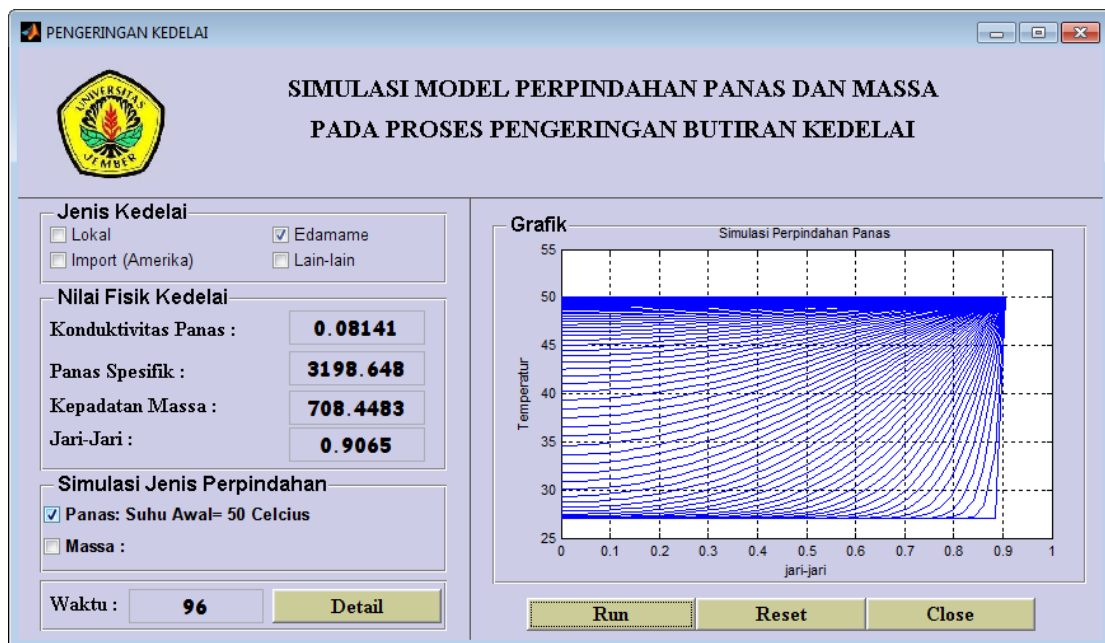 PENGERINGAN KEDELAI
UNIVERSITAS
JEMBER
SIMULASI MODEL PERPINDAHAN PANAS DAN MASSA
PADA PROSES PENGERINGAN BUTIRAN KEDELAI
Jenis Kedelai
Lokal
Edamame
Import (Amerika)
Lain-lain
Nilai Fisik Kedelai
Konduktivitas Panas :
0.08141
Panas Spesifik :
3198.648
Kepadatan Massa :
708.4483
Jari-Jari :
0.9065
Simulasi Jenis Perpindahan
Panas: Suhu Awal= 50 Celcius
Massa :
Waktu :
96
Detail
Grafik
Simulasi Perpindahan Panas
55
50
45
40
35
30
25
Temperatur
0 0.1 0.2 0.3 0.4 0.5 0.6 0.7 0.8 0.9 1
jari-jari
Run
Reset
Close